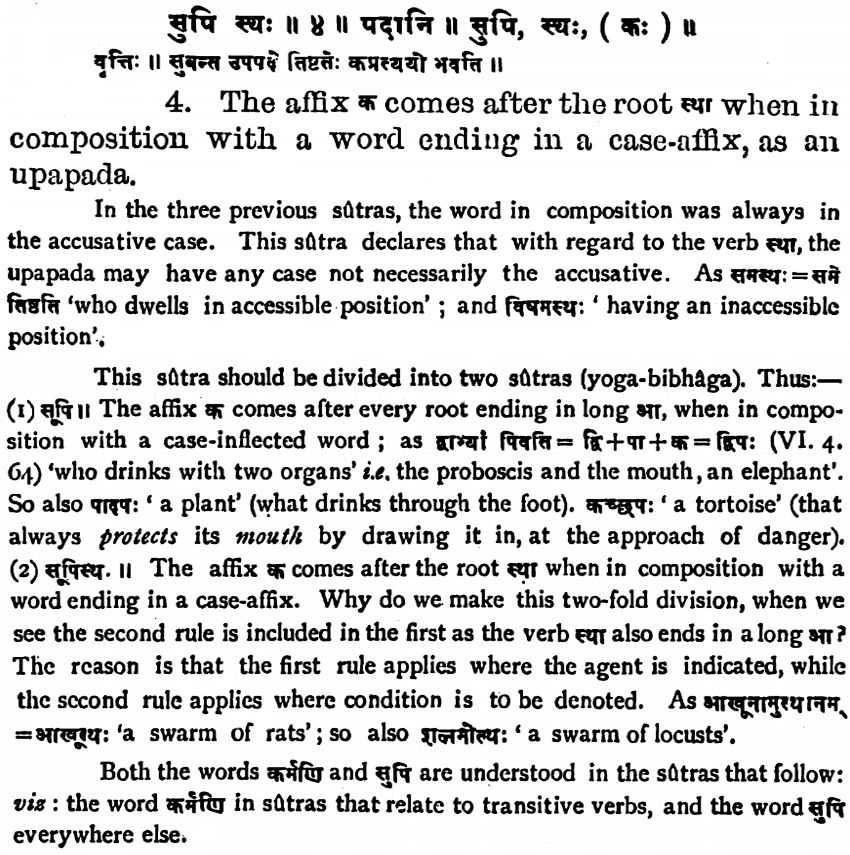 सुपि स्थः ॥ ४ ॥ पदानि ॥ सुपि, स्थः, ( कः ) ॥
वृत्तिः ॥ सुबन्त उपपदे तिष्टतेः कप्रत्ययो भवति ॥
4. The affix क comes after the root स्था when in
composition with a word ending in a case-affix, as an
upapada.
In the three previous sûtras, the word in composition was always in
the accusative case. This sûtra declares that with regard to the verb स्था, the
upapada may have any case not necessarily the accusative. As समस्थः=समे
तिष्ठति 'who dwells in accessible position' ; and विषमस्थः ' having an inaccessible
position'.
This sûtra should be divided into two sûtras (yoga-bibhâga). Thus:—
(1) सूपि॥ The affix क comes after every root ending in long आ, when in compo-
sition with a case-inflected word ; as द्वाभ्यां पिवति= द्वि+पा+क=द्विपः (VI. 4.
64) 'who drinks with two organs' i.e. the proboscis and the mouth, an elephant'.
So also पादपः ' a plant' (what drinks through the foot). कच्छपः ' a tortoise' (that
always protects its mouth by drawing it in, at the approach of danger).
(2) सूपिस्थ. ॥ The affix क comes after the root स्था when in composition with a
word ending in a case-affix. Why do we make this two-fold division, when we
see the second rule is included in the first as the verb स्था also ends in a long आ?
The reason is that the first rule applies where the agent is indicated, while
the second rule applies where condition is to be denoted. As आखूनामुत्थानम्
=आखूत्थः 'a swarm of rats' ; so also शलभोत्थः ' a swarm of locusts'.
Both the words कर्मणि and सुपि are understood in the sûtras that follow:
viz : the word कर्मणि in sûtras that relate to transitive verbs, and the word सुपि
everywhere else.